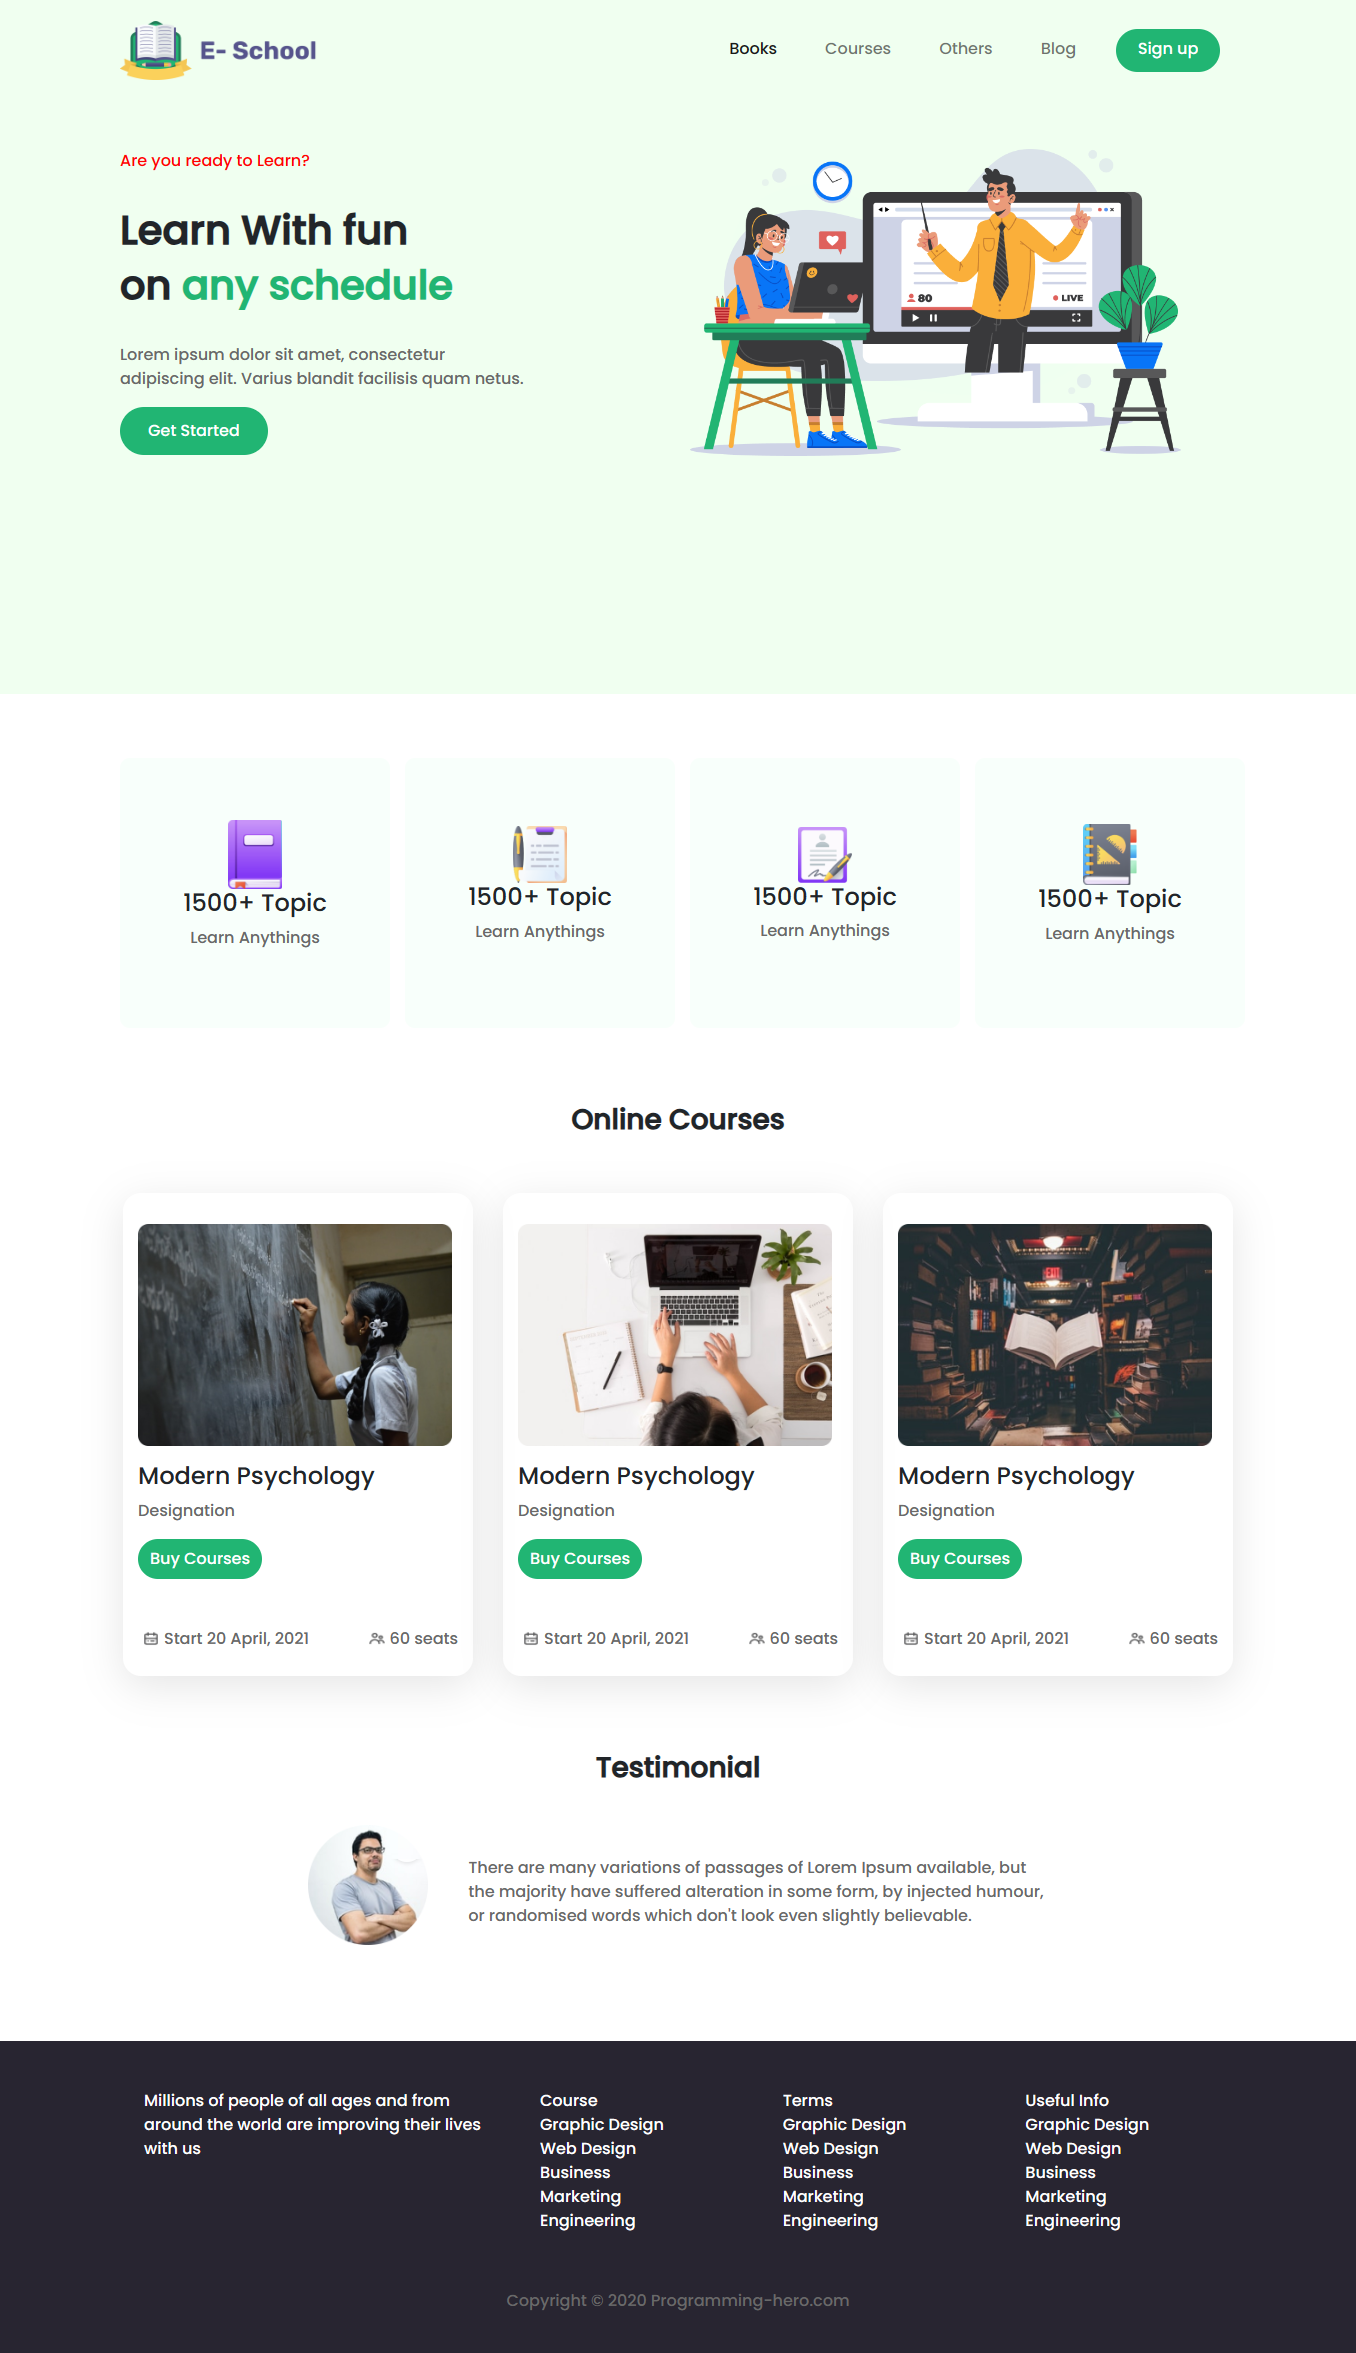 E- School
Books
Courses
Others
Blog
Sign up
Are you ready to Learn?
Learn With fun
on any schedule
Lorem ipsum dolor sit amet, consectetur
adipiscing elit. Varius blandit facilisis quam netus.
Get Started
80
LIVE
1500+ Topic
Learn Anythings
1500+ Topic
Learn Anythings
1500+ Topic
Learn Anythings
1500+ Topic
Learn Anythings
Online Courses
EXIT
Modern Psychology
Designation
Buy Courses
Start 20 April, 2021
60 seats
Modern Psychology
Designation
Buy Courses
Start 20 April, 2021
60 seats
Modern Psychology
Designation
Buy Courses
Start 20 April, 2021
60 seats
Testimonial
There are many variations of passages of Lorem Ipsum available, but
the majority have suffered alteration in some form, by injected humour,
or randomised words which don't look even slightly believable.
Millions of people of all ages and from
around the world are improving their lives
with us
Course
Graphic Design
Web Design
Business
Marketing
Engineering
Terms
Graphic Design
Web Design
Business
Marketing
Engineering
Useful Info
Graphic Design
Web Design
Business
Marketing
Engineering
Copyright © 2020 Programming-hero.com